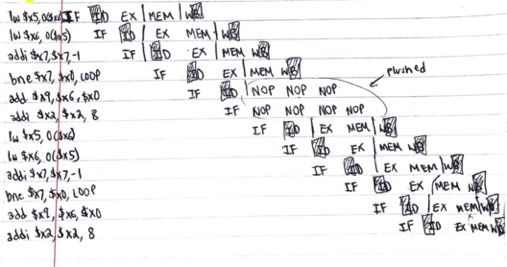 lw $x5, 0($x6) IF ID EX MEM WB
lw $x6, 0($x5) IF ID EX MEM WB
addi $x7, $x7, -1 IF ID EX MEM WB
bne $x7, $x0, LOOP IF ID EX MEM WB
flushed
add $x9, $x6, $x0 IF ID NOP NOP NOP
addi $x2, $x2, 8 IF NOP NOP NOP NOP
lw $x5, 0($x6) IF ID EX MEM WB
lw $x6, 0($x5) IF ID EX MEM WB
addi $x7, $x7, -1 IF ID EX MEM WB
bne $x7, $x0, LOOP IF ID EX MEM WB
add $x9, $x6, $x0 IF ID EX MEM WB
addi $x2, $x2, 8 IF ID EX MEM WB